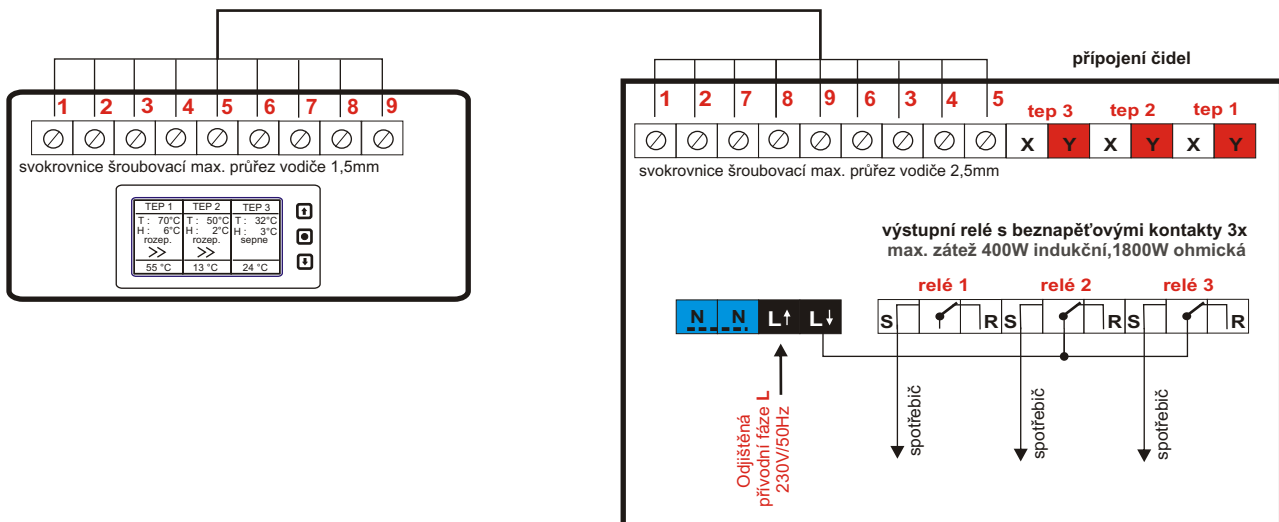 1 2 3 4 5 6 7 8 9
svokrovnice šroubovací max. průřez vodiče 1,5mm
TEP 1 TEP 2 TEP 3
T : 70°C T : 50°C T : 32°C
H : 6°C H : 2°C H : 3°C
rozep. rozep. sepne
>> >>
55 °C 13 °C 24 °C
přípojení čidel
1 2 7 8 9 6 3 4 5
tep 3 tep 2 tep 1
X Y X Y X Y
svokrovnice šroubovací max. průřez vodiče 2,5mm
výstupní relé s beznapěťovými kontakty 3x
max. zátěž 400W indukční,1800W ohmická
relé 1 relé 2 relé 3
N N L↑ L↓
S R S R S R
Odjištěná
přívodní fáze L
230V/50Hz
spotřebič
spotřebič
spotřebič